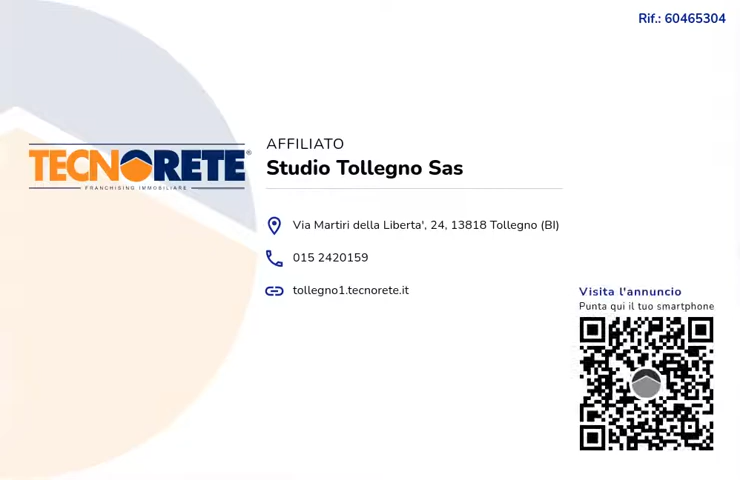 Rif.: 60465304
TECNORETE®
FRANCHISING IMMOBILIARE
AFFILIATO
Studio Tollegno Sas
Via Martiri della Liberta', 24, 13818 Tollegno (BI)
015 2420159
tollegno1.tecnorete.it
Visita l'annuncio
Punta qui il tuo smartphone